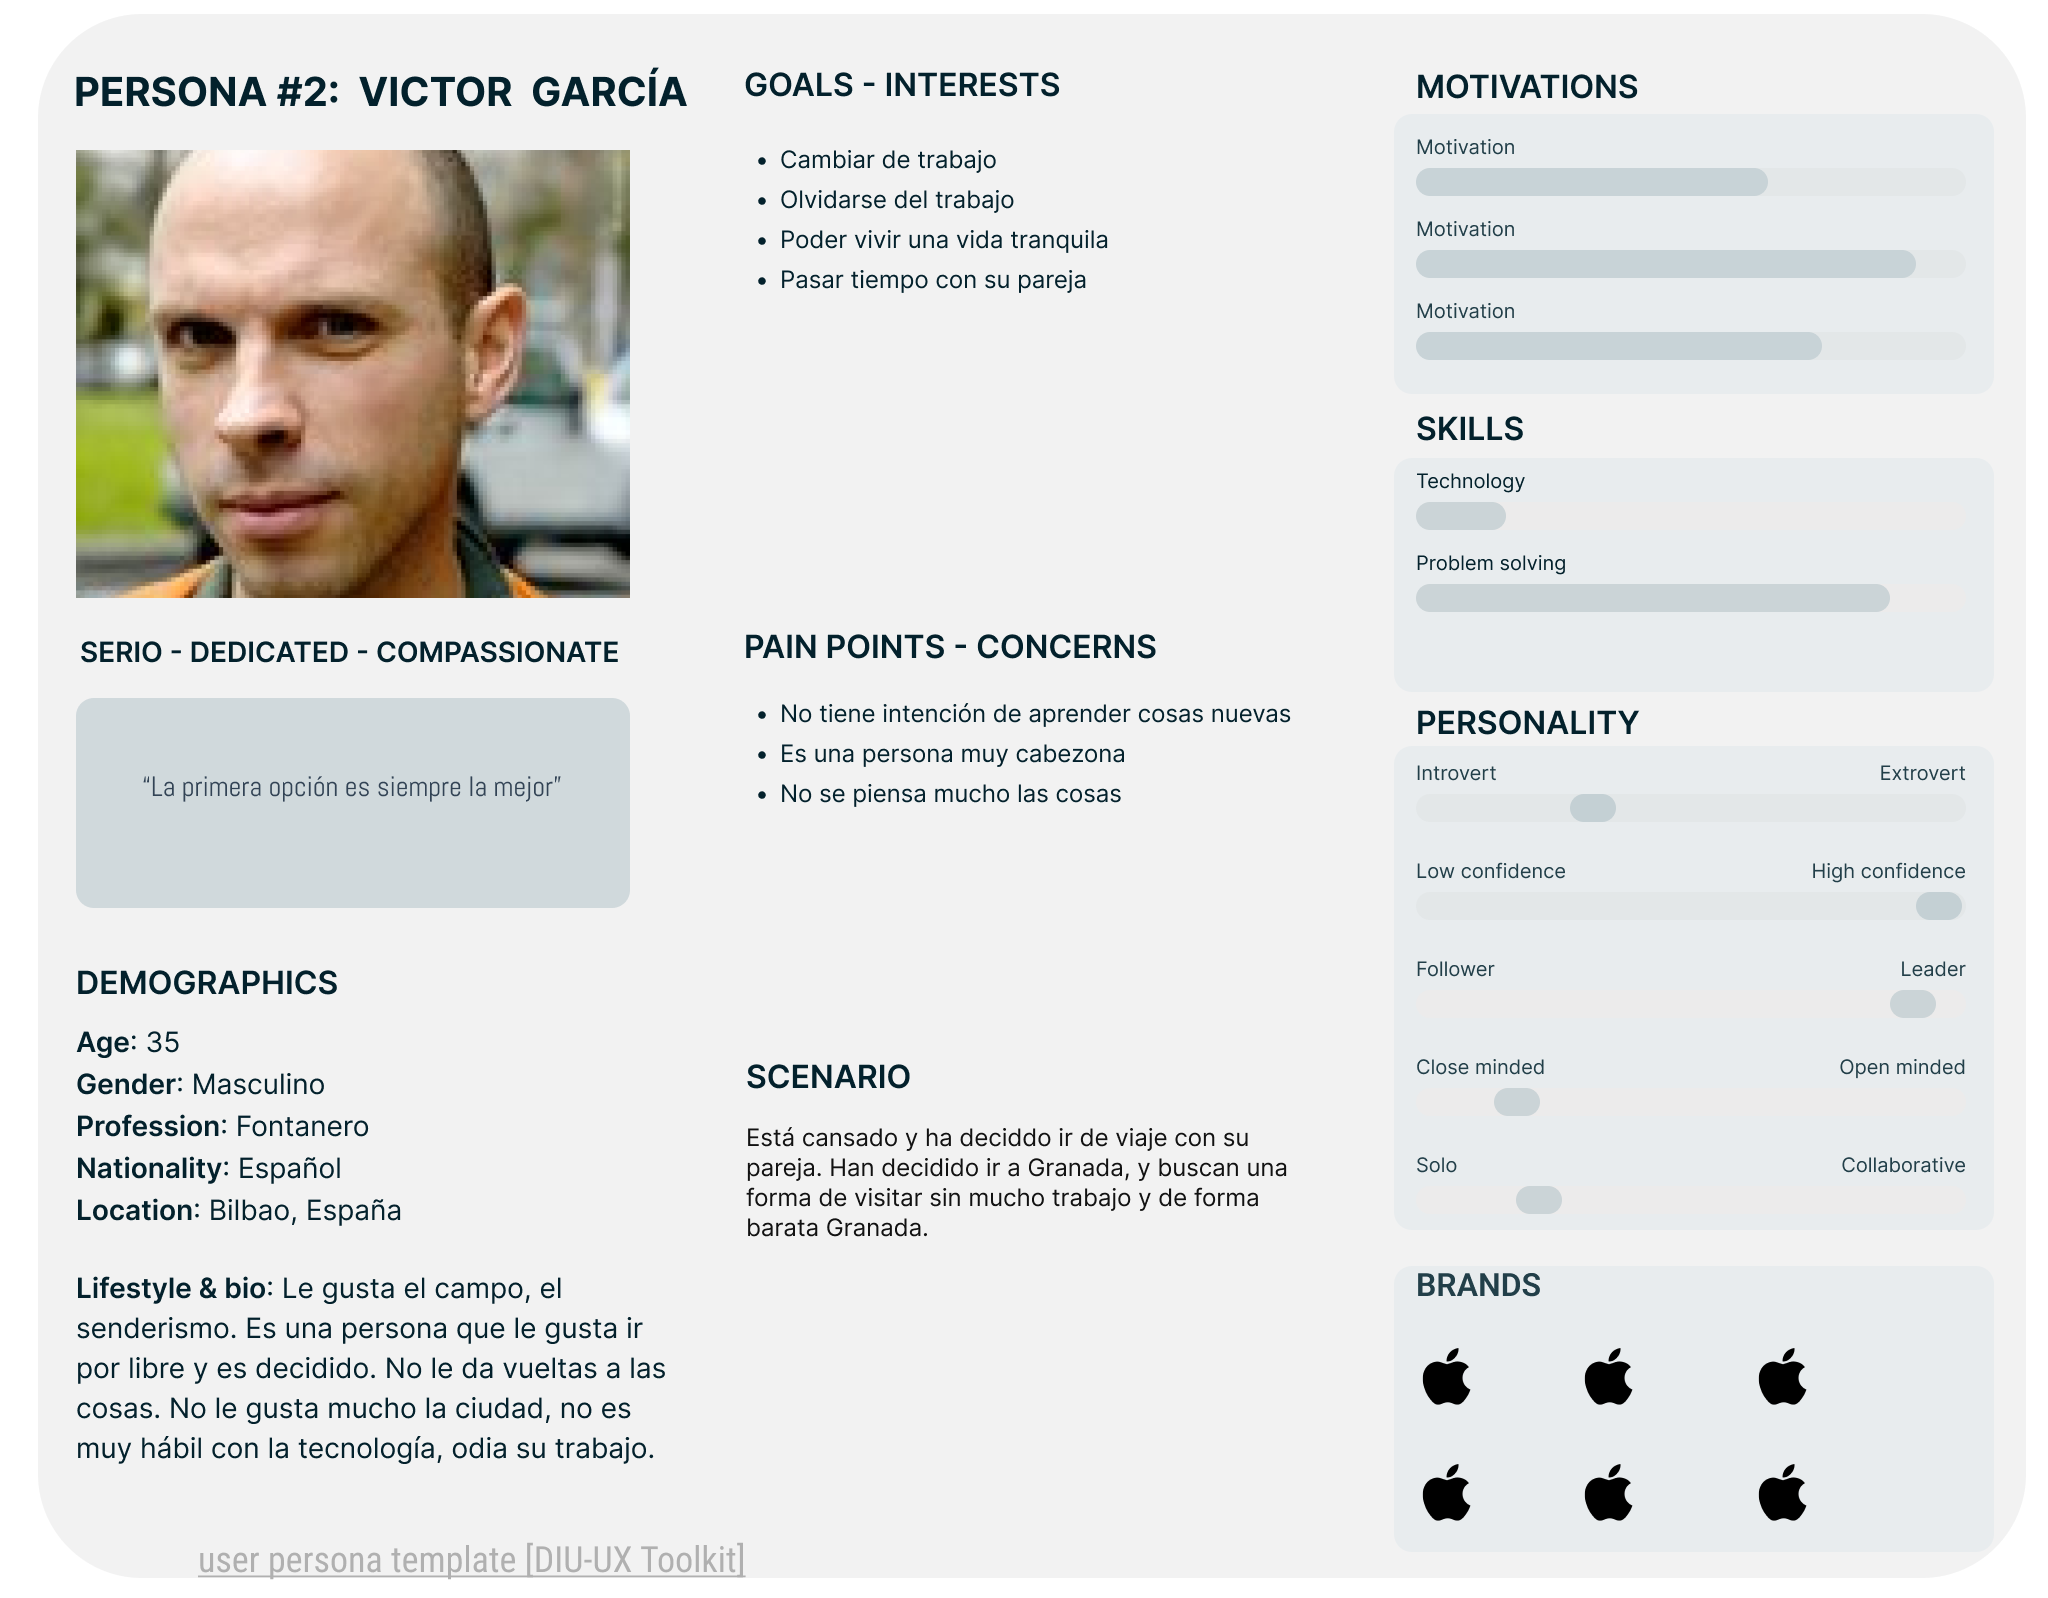 PERSONA #2: VICTOR GARCÍA
SERIO - DEDICATED - COMPASSIONATE
“La primera opción es siempre la mejor”
DEMOGRAPHICS
Age: 35
Gender: Masculino
Profession: Fontanero
Nationality: Español
Location: Bilbao, España
Lifestyle & bio: Le gusta el campo, el
senderismo. Es una persona que le gusta ir
por libre y es decidido. No le da vueltas a las
cosas. No le gusta mucho la ciudad, no es
muy hábil con la tecnología, odia su trabajo.
user persona template [DIU-UX Toolkit]
GOALS - INTERESTS
• Cambiar de trabajo
• Olvidarse del trabajo
• Poder vivir una vida tranquila
• Pasar tiempo con su pareja
PAIN POINTS - CONCERNS
• No tiene intención de aprender cosas nuevas
• Es una persona muy cabezona
• No se piensa mucho las cosas
SCENARIO
Está cansado y ha deciddo ir de viaje con su
pareja. Han decidido ir a Granada, y buscan una
forma de visitar sin mucho trabajo y de forma
barata Granada.
MOTIVATIONS
Motivation
Motivation
Motivation
SKILLS
Technology
Problem solving
PERSONALITY
Introvert Extrovert
Low confidence High confidence
Follower Leader
Close minded Open minded
Solo Collaborative
BRANDS